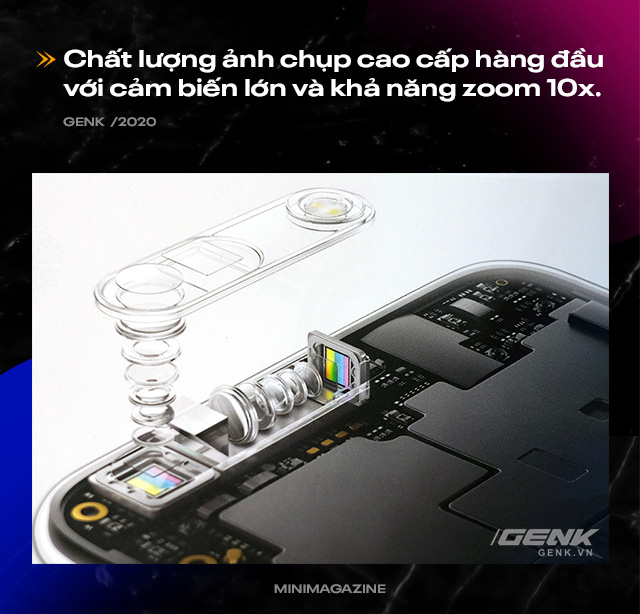 Chất lượng ảnh chụp cao cấp hàng đầu
với cảm biến lớn và khả năng zoom 10x.
GENK /2020
/GENK
GENK.VN
MINIMAGAZINE